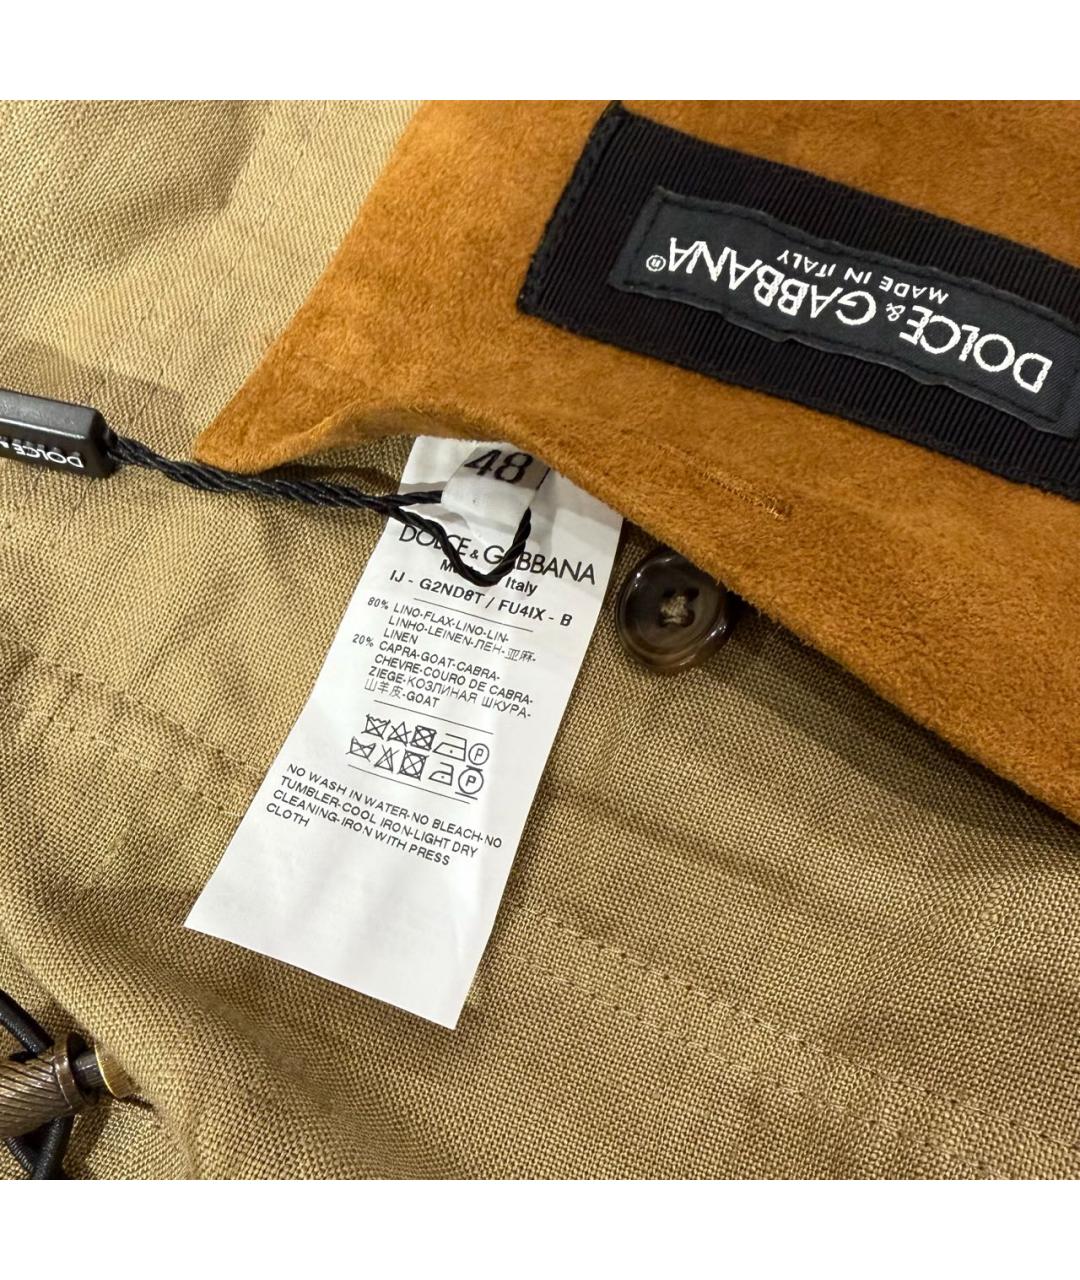 DOLCE & GABBANA®
MADE IN ITALY
DOLCE &
48
DOLCE & GABBANA
Italy
IJ - G2ND8T / FU4IX - B
80% LINO-FLAX-LINO-LIN-
LINHO-LEINEN-ЛЕН-亚麻-
LINEN
20% CAPRA-GOAT-CABRA-
CHEVRE-COURO DE CABRA-
ZIEGE-КОЗЛИНАЯ ШКУРА-
山羊皮-GOAT
P
P
NO WASH IN WATER-NO BLEACH-NO
TUMBLER-COOL IRON-LIGHT DRY
CLEANING-IRON WITH PRESS
CLOTH